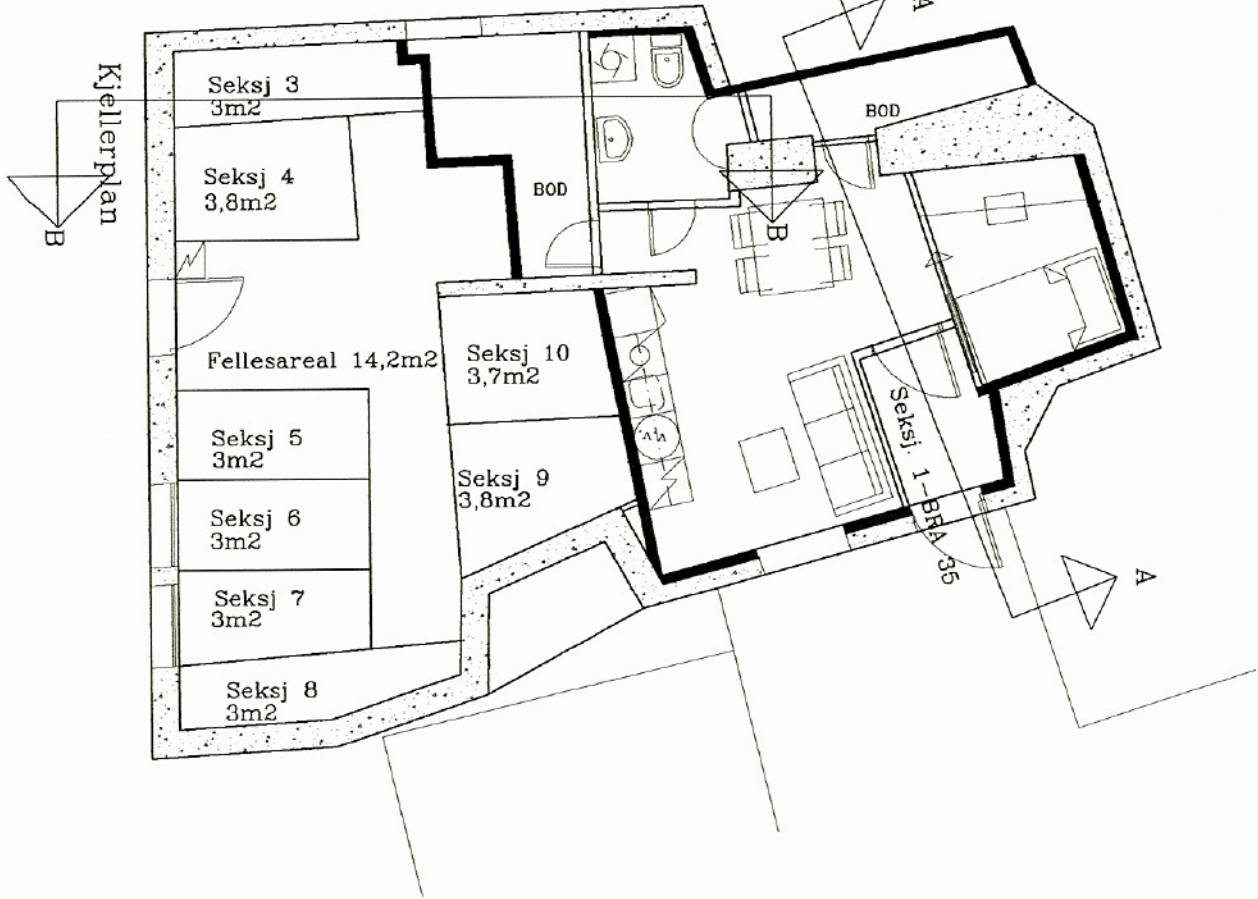 Kjellerplan
Seksj 3
3m2
Seksj 4
3,8m2
BOD
BOD
A
B
B
Fellesareal 14,2m2
Seksj 10
3,7m2
Seksj 5
3m2
Seksj 9
3,8m2
Seksj 6
3m2
Seksj 7
3m2
Seksj 8
3m2
Seksj. 1-BRA 35
A